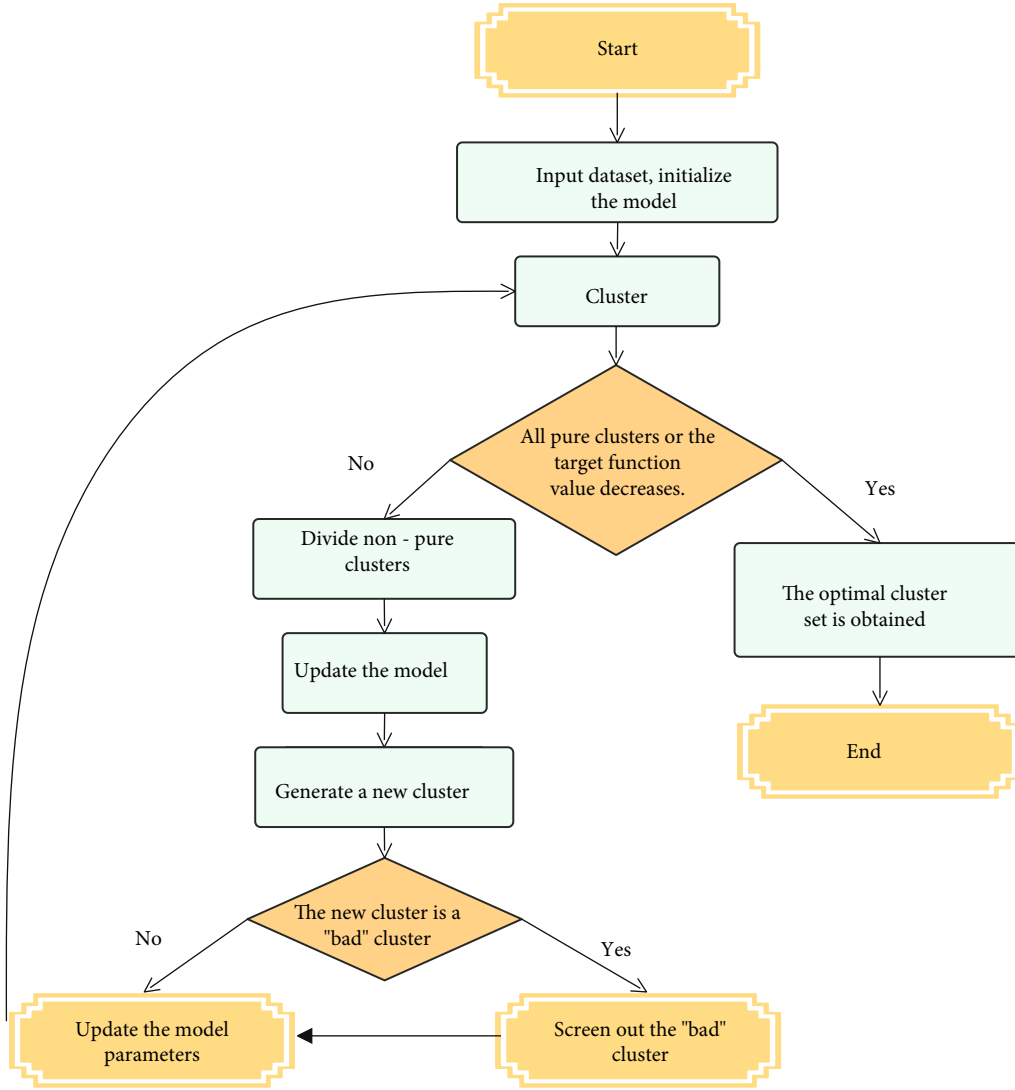 Start
Input dataset, initialize
the model
Cluster
All pure clusters or the
target function
value decreases.
No
Yes
Divide non - pure
clusters
The optimal cluster
set is obtained
Update the model
End
Generate a new cluster
The new cluster is a
"bad" cluster
No
Yes
Update the model
parameters
Screen out the "bad"
cluster